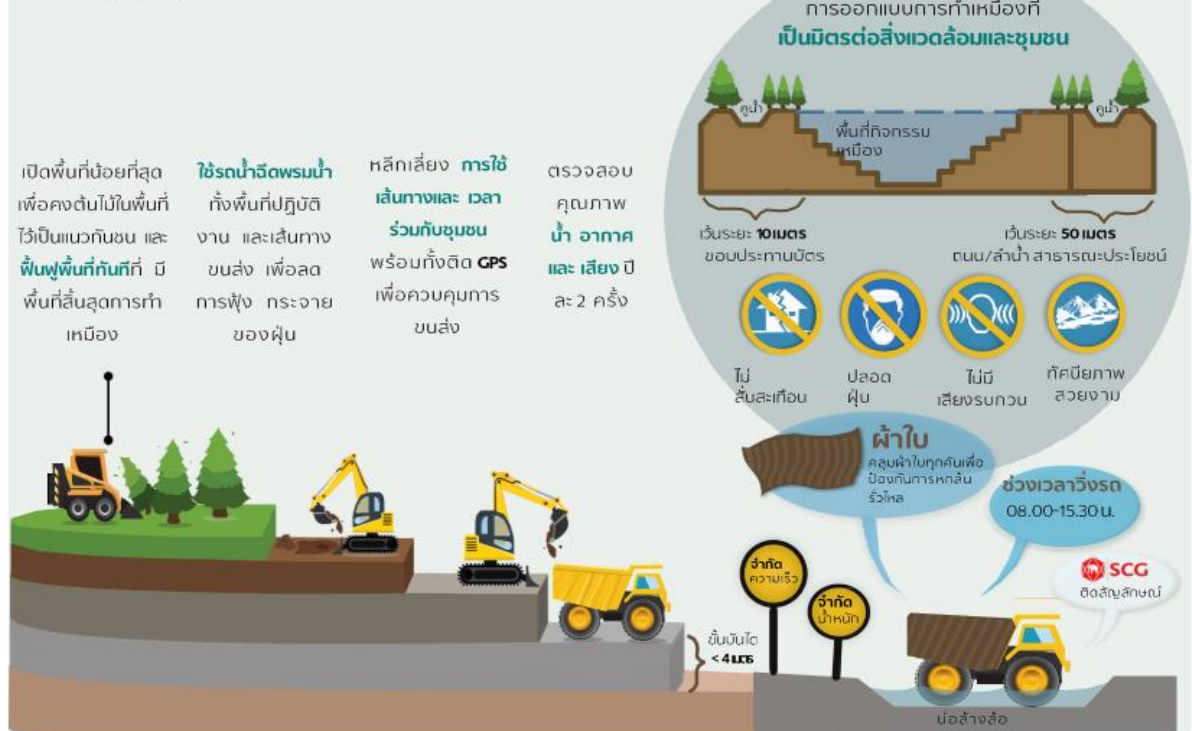 การออกแบบการทำเหมืองที่
เป็นมิตรต่อสิ่งแวดล้อมและชุมชน
คูน้ำ
คูน้ำ
พื้นที่กิจกรรม
เหมือง
เว้นระยะ 10เมตร
ขอบประทานบัตร
เว้นระยะ 50เมตร
ถนน/ลำน้ำ สาธารณะประโยชน์
ไม่
สั่นสะเทือน
ปลอด
ฝุ่น
ไม่มี
เสียงรบกวน
ทัศนียภาพ
สวยงาม
เปิดพื้นที่น้อยที่สุด
เพื่อคงต้นไม้ในพื้นที่
ไว้เป็นแนวกันชน และ
ฟื้นฟูพื้นที่ทันทีที่ มี
พื้นที่สิ้นสุดการทำ
เหมือง
ใช้รถน้ำฉีดพรมน้ำ
ทั้งพื้นที่ปฏิบัติ
งาน และเส้นทาง
ขนส่ง เพื่อลด
การฟุ้ง กระจาย
ของฝุ่น
หลีกเลี่ยง การใช้
เส้นทางและ เวลา
ร่วมกับชุมชน
พร้อมทั้งติด GPS
เพื่อควบคุมการ
ขนส่ง
ตรวจสอบ
คุณภาพ
น้ำ อากาศ
และ เสียง ปี
ละ 2 ครั้ง
ผ้าใบ
คลุมผ้าใบทุกคันเพื่อ
ป้องกันการหกล้น
รั่วไหล
ช่วงเวลาวิ่งรถ
08.00-15.30 น.
SCG
ติดสัญลักษณ์
จำกัด
ความเร็ว
จำกัด
น้ำหนัก
ขั้นบันได
< 4 เมตร
บ่อล้างล้อ